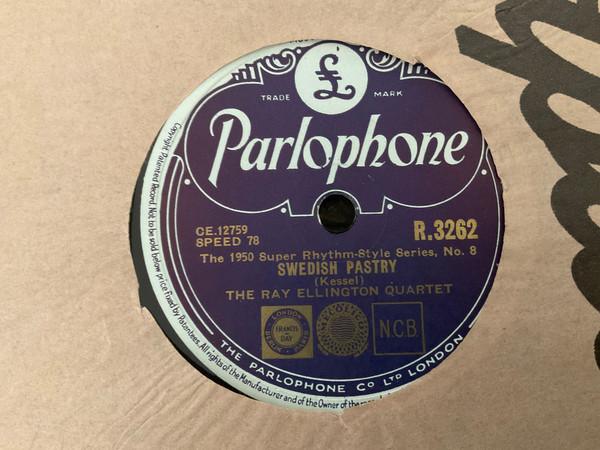 £
TRADE MARK
Parlophone
CE.12759
SPEED 78
R.3262
The 1950 Super Rhythm-Style Series, No. 8
SWEDISH PASTRY
(Kessel)
THE RAY ELLINGTON QUARTET
LONDON
FRANCIS
DAY
N.C.B.
THE PARLOPHONE Co LTD LONDON
Copyright Patented Record Not to be sold below price fixed by Patentees. All rights of the Manufacturer and of the Owner of the